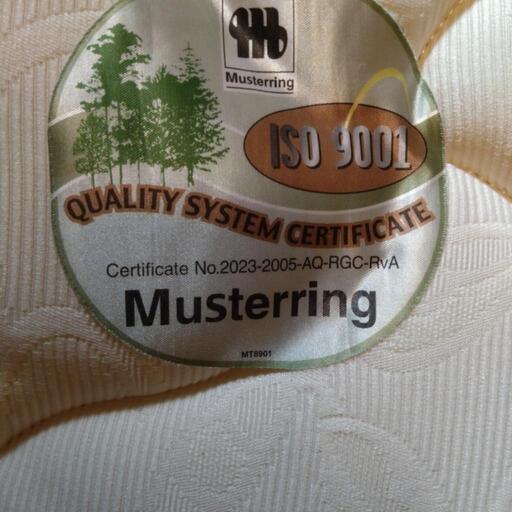 Musterring
ISO 9001
QUALITY SYSTEM CERTIFICATE
Certificate No.2023-2005-AQ-RGC-RvA
Musterring
MT8901